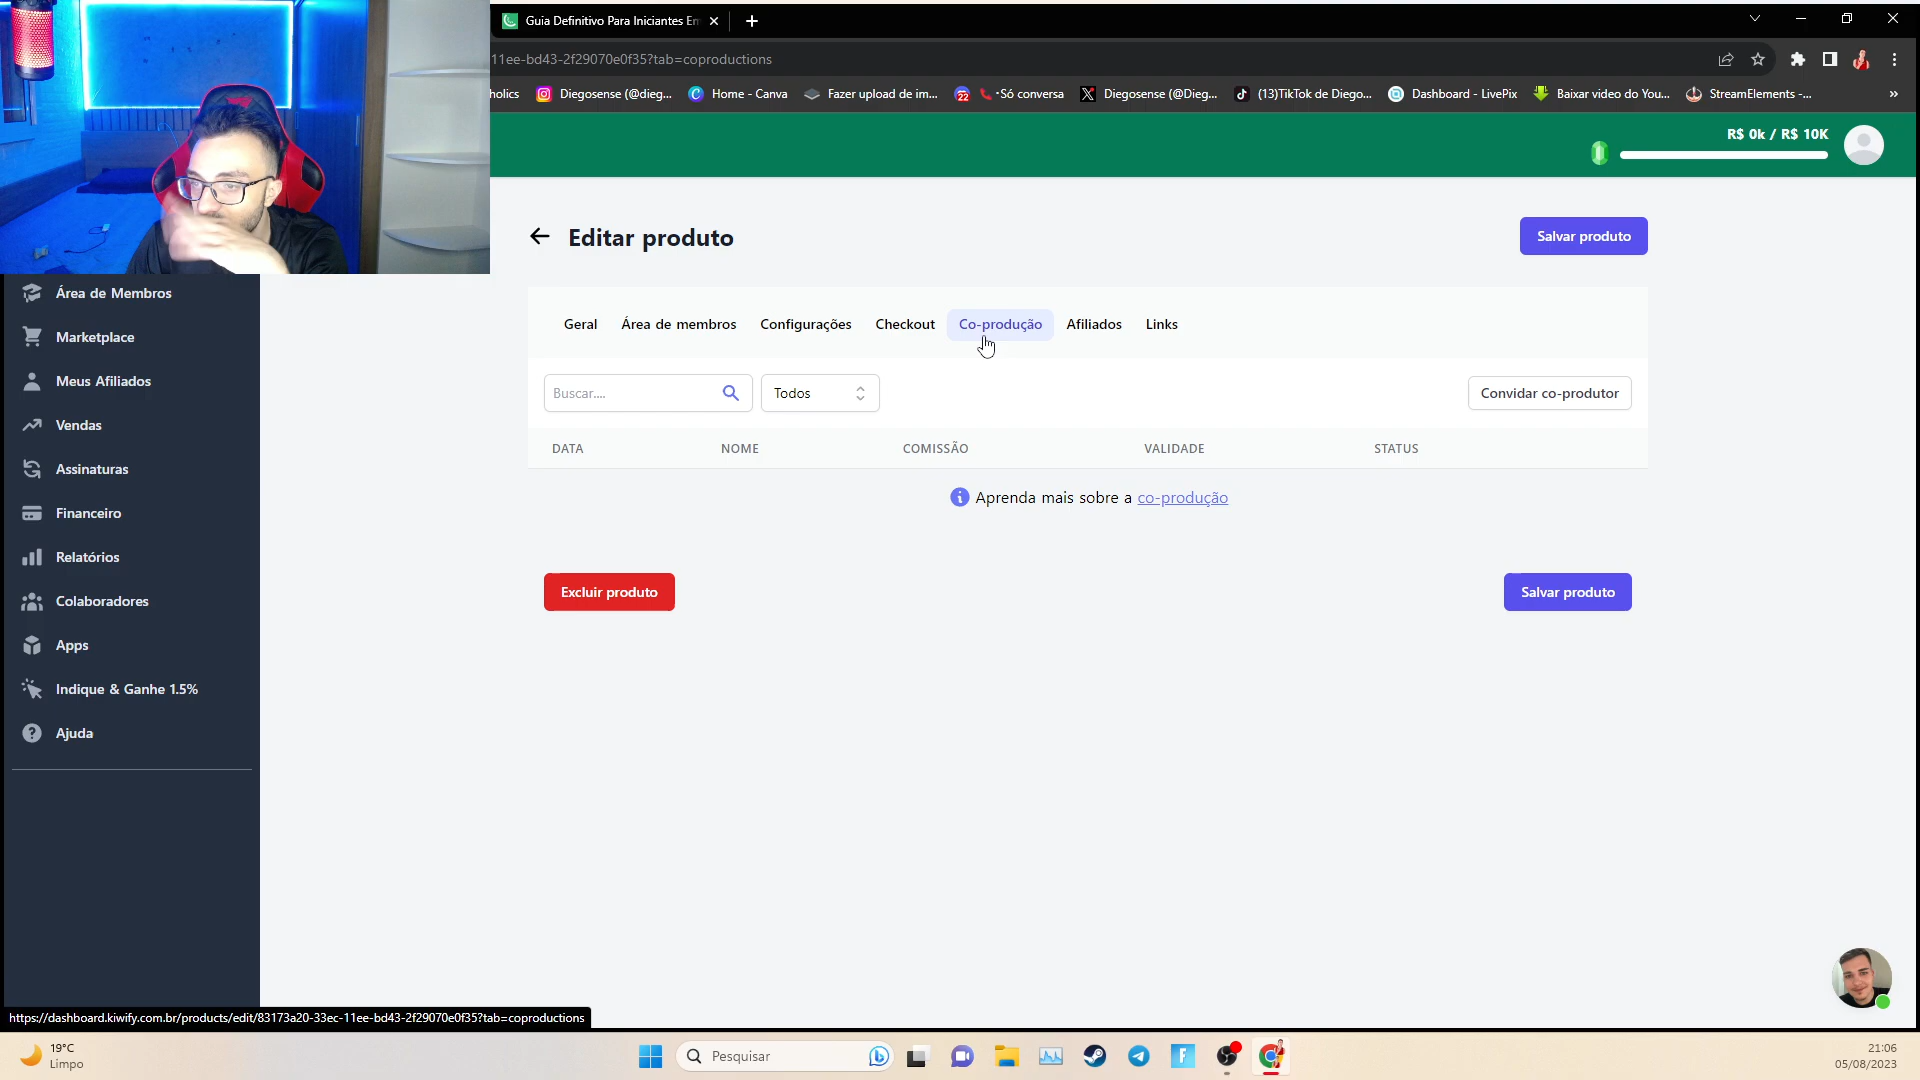 Guia Definitivo Para Iniciantes Em
11ee-bd43-2f29070e0f35?tab=coproductions
holics
Diegosense (@dieg...
Home - Canva
Fazer upload de im...
22
Só conversa
Diegosense (@Dieg...
(13)TikTok de Diego...
Dashboard - LivePix
Baixar video do You...
StreamElements -...
»
R$ 0k / R$ 10K
Editar produto
Salvar produto
Geral
Área de membros
Configurações
Checkout
Co-produção
Afiliados
Links
Buscar....
Todos
Convidar co-produtor
DATA
NOME
COMISSÃO
VALIDADE
STATUS
Aprenda mais sobre a co-produção
Excluir produto
Salvar produto
Área de Membros
Marketplace
Meus Afiliados
Vendas
Assinaturas
Financeiro
Relatórios
Colaboradores
Apps
Indique & Ganhe 1.5%
Ajuda
https://dashboard.kiwify.com.br/products/edit/83173a20-33ec-11ee-bd43-2f29070e0f35?tab=coproductions
19°C
Limpo
Pesquisar
21:06
05/08/2023